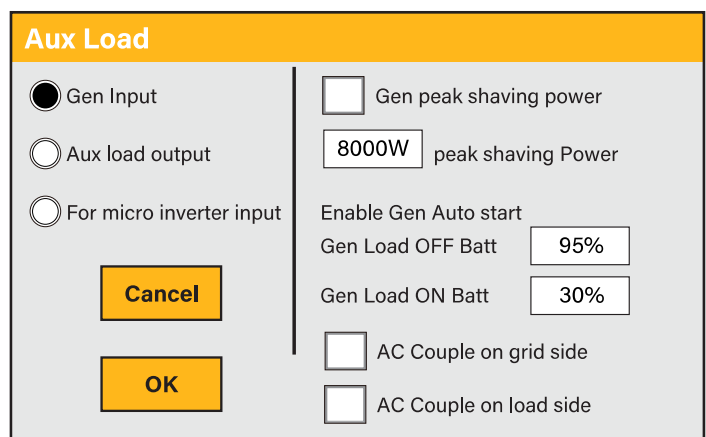 Aux Load
Gen Input
Aux load output
For micro inverter input
Cancel
OK
Gen peak shaving power
8000W peak shaving Power
Enable Gen Auto start
Gen Load OFF Batt 95%
Gen Load ON Batt 30%
AC Couple on grid side
AC Couple on load side